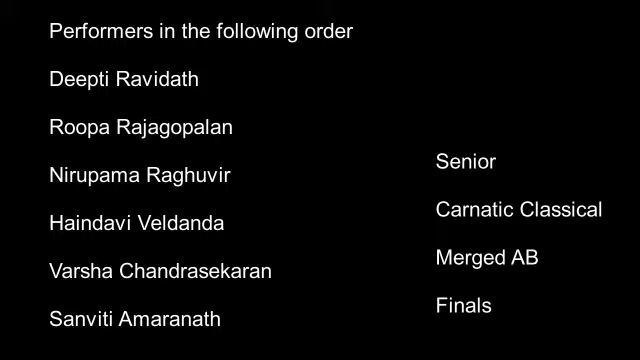 Performers in the following order
Deepti Ravidath
Roopa Rajagopalan
Nirupama Raghuvir
Haindavi Veldanda
Varsha Chandrasekaran
Sanviti Amaranath
Senior
Carnatic Classical
Merged AB
Finals